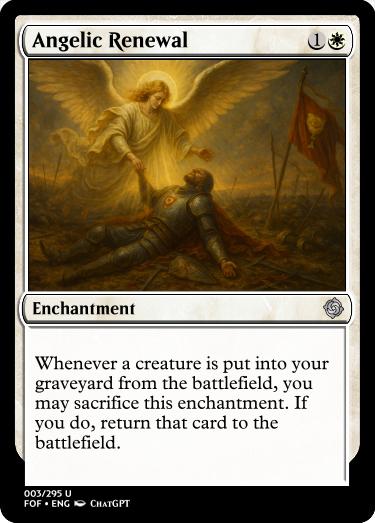 Angelic Renewal 1
Enchantment
Whenever a creature is put into your
graveyard from the battlefield, you
may sacrifice this enchantment. If
you do, return that card to the
battlefield.
003/295 U
FOF • ENG ChatGPT